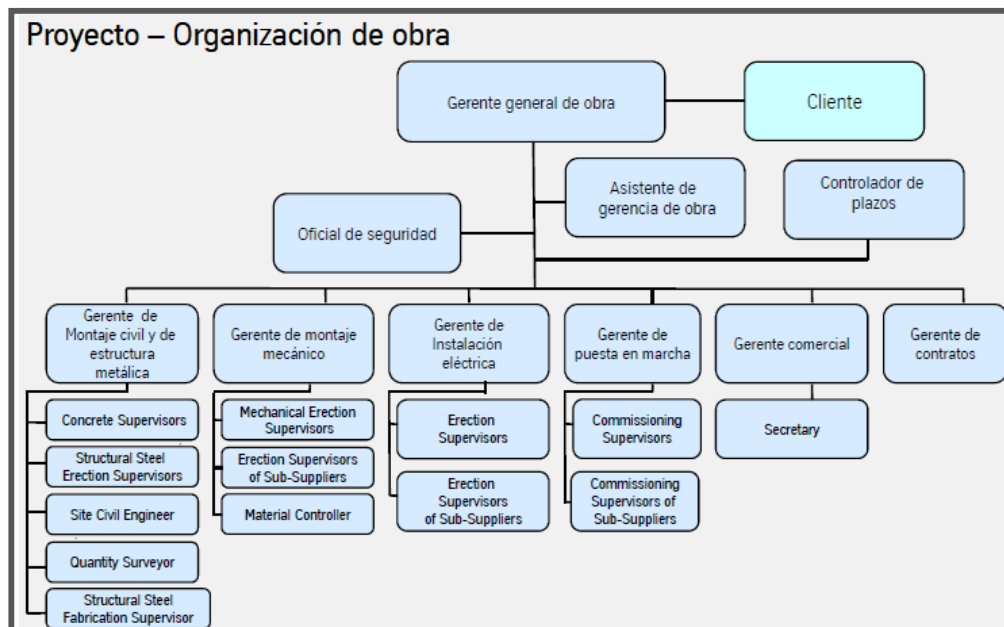 Proyecto – Organización de obra
Gerente general de obra
Cliente
Asistente de
gerencia de obra
Controlador de
plazos
Oficial de seguridad
Gerente de
Montaje civil y de
estructura
metálica
Gerente de montaje
mecánico
Gerente de
Instalación
eléctrica
Gerente de
puesta en marcha
Gerente comercial
Gerente de
contratos
Concrete Supervisors
Structural Steel
Erection Supervisors
Site Civil Engineer
Quantity Surveyor
Structural Steel
Fabrication Supervisor
Mechanical Erection
Supervisors
Erection Supervisors
of Sub-Suppliers
Material Controller
Erection
Supervisors
Erection
Supervisors
of Sub-Suppliers
Commissioning
Supervisors
Commissioning
Supervisors of
Sub-Suppliers
Secretary